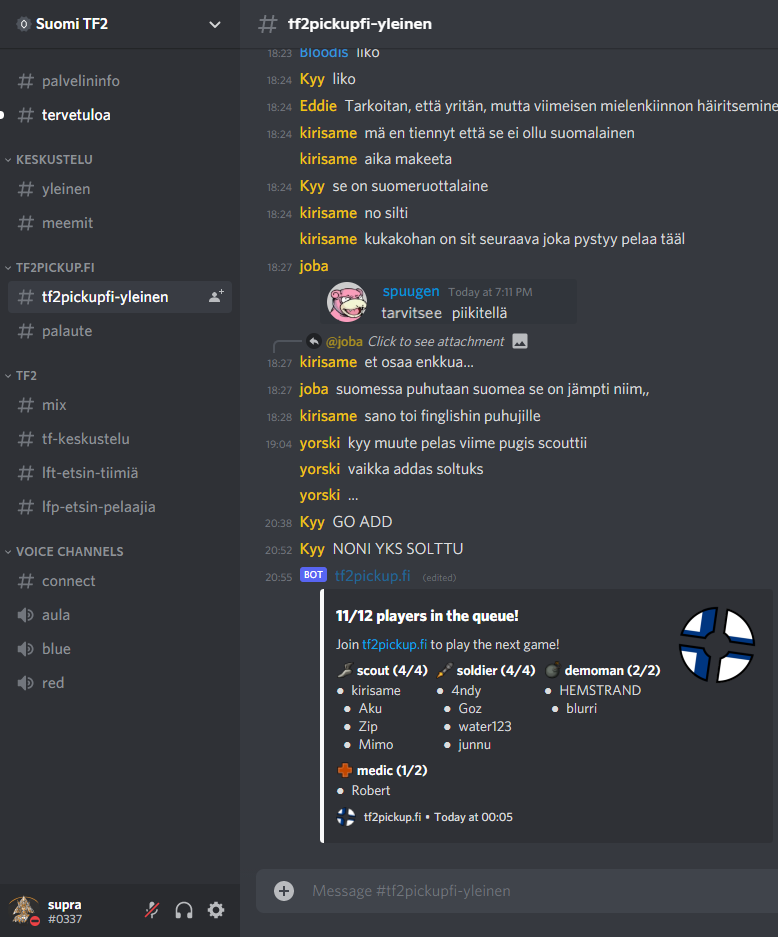 Suomi TF2
# palvelininfo
# tervetuloa
KESKUSTELU
# yleinen
# meemit
TF2PICKUP.FI
# tf2pickupfi-yleinen
# palaute
TF2
# mix
# tf-keskustelu
# lft-etsin-tiimiä
# lfp-etsin-pelaajia
VOICE CHANNELS
# connect
aula
blue
red
supra
#0337
# tf2pickupfi-yleinen
18:23 Bloodis liko
18:24 Kyy liko
18:24 Eddie Tarkoitan, että yritän, mutta viimeisen mielenkiinnon häiritsemine
18:24 kirisame mä en tiennyt että se ei ollu suomalainen
kirisame aika makeeta
18:24 Kyy se on suomeruottalaine
18:24 kirisame no silti
kirisame kukakohan on sit seuraava joka pystyy pelaa tääl
18:27 joba
spuugen Today at 7:11 PM
tarvitsee piikitellä
@joba Click to see attachment
18:27 kirisame et osaa enkkua...
18:27 joba suomessa puhutaan suomea se on jämpti niim,,
18:28 kirisame sano toi finglishin puhujille
19:04 yorski kyy muute pelas viime pugis scouttii
yorski vaikka addas soltuks
yorski ...
20:38 Kyy GO ADD
20:52 Kyy NONI YKS SOLTTU
20:55 BOT tf2pickup.fi (edited)
11/12 players in the queue!
Join tf2pickup.fi to play the next game!
scout (4/4) soldier (4/4) demoman (2/2)
• kirisame • 4ndy • HEMSTRAND
• Aku • Goz • blurri
• Zip • water123
• Mimo • junnu
medic (1/2)
• Robert
tf2pickup.fi • Today at 00:05
Message #tf2pickupfi-yleinen